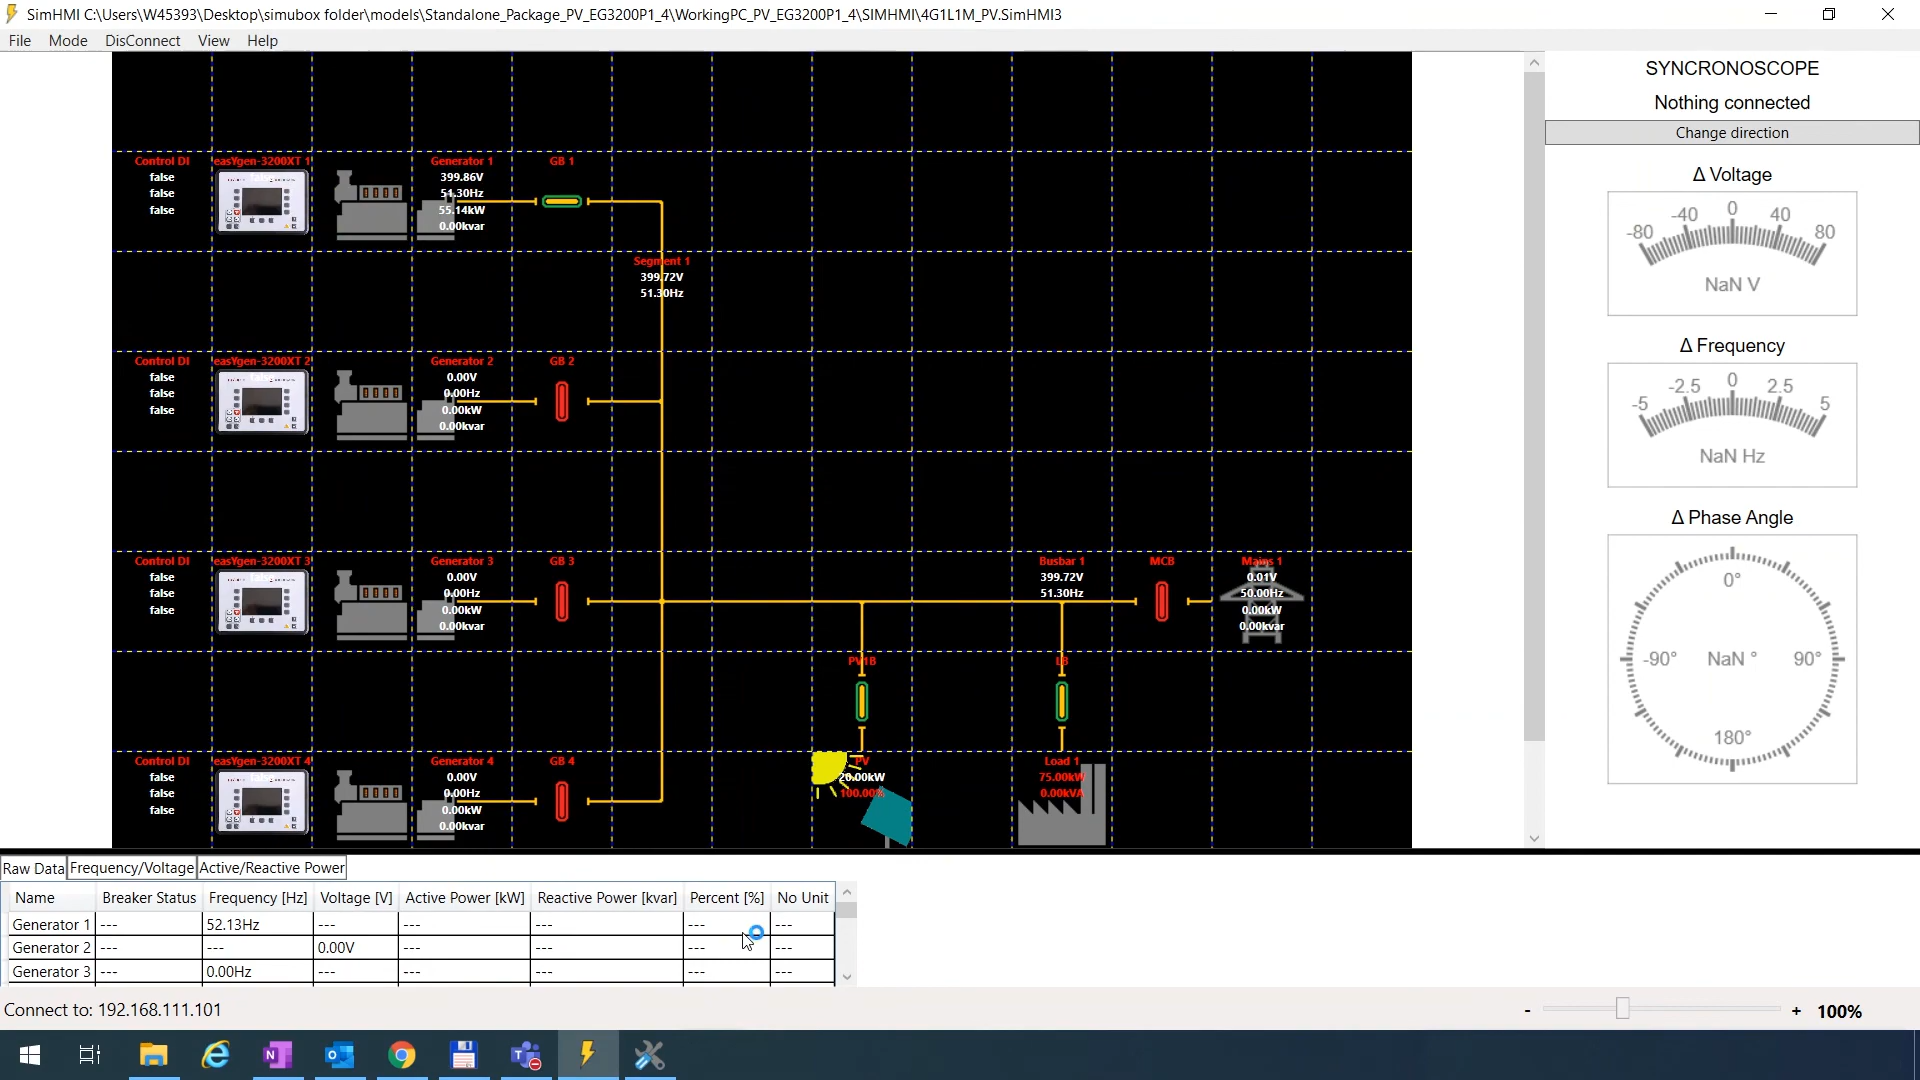 SimHMI C:\Users\W45393\Desktop\simubox folder\models\Standalone_Package_PV_EG3200P1_4\WorkingPC_PV_EG3200P1_4\SIMHMI\4G1L1M_PV.SimHMI3
File Mode DisConnect View Help
SYNCRONOSCOPE
Nothing connected
Change direction
Δ Voltage
-80 -40 0 40 80
NaN V
Δ Frequency
-5 -2.5 0 2.5 5
NaN Hz
Δ Phase Angle
0°
-90° NaN ° 90°
180°
Control DI easYgen-3200XT 1 Generator 1 GB 1
false 399.86V
false 51.30Hz
false 55.14kW
0.00kvar
Segment 1
399.72V
51.30Hz
Control DI easYgen-3200XT 2 Generator 2 GB 2
false 0.00V
false 0.00Hz
false 0.00kW
0.00kvar
Control DI easYgen-3200XT 3 Generator 3 GB 3 Busbar 1 MCB Mains 1
false 0.00V 399.72V 0.01V
false 0.00Hz 51.30Hz 50.00Hz
false 0.00kW 0.00kW
0.00kvar 0.00kvar
PV1B LB
Control DI easYgen-3200XT 4 Generator 4 GB 4 PV Load 1
false 0.00V 20.00kW 75.00kW
false 0.00Hz 100.00% 0.00kVA
false 0.00kW
0.00kvar
Raw Data Frequency/Voltage Active/Reactive Power
Name Breaker Status Frequency [Hz] Voltage [V] Active Power [kW] Reactive Power [kvar] Percent [%] No Unit
Generator 1 --- 52.13Hz --- --- --- --- ---
Generator 2 --- --- 0.00V --- --- --- ---
Generator 3 --- 0.00Hz --- --- --- --- ---
Connect to: 192.168.111.101
- + 100%